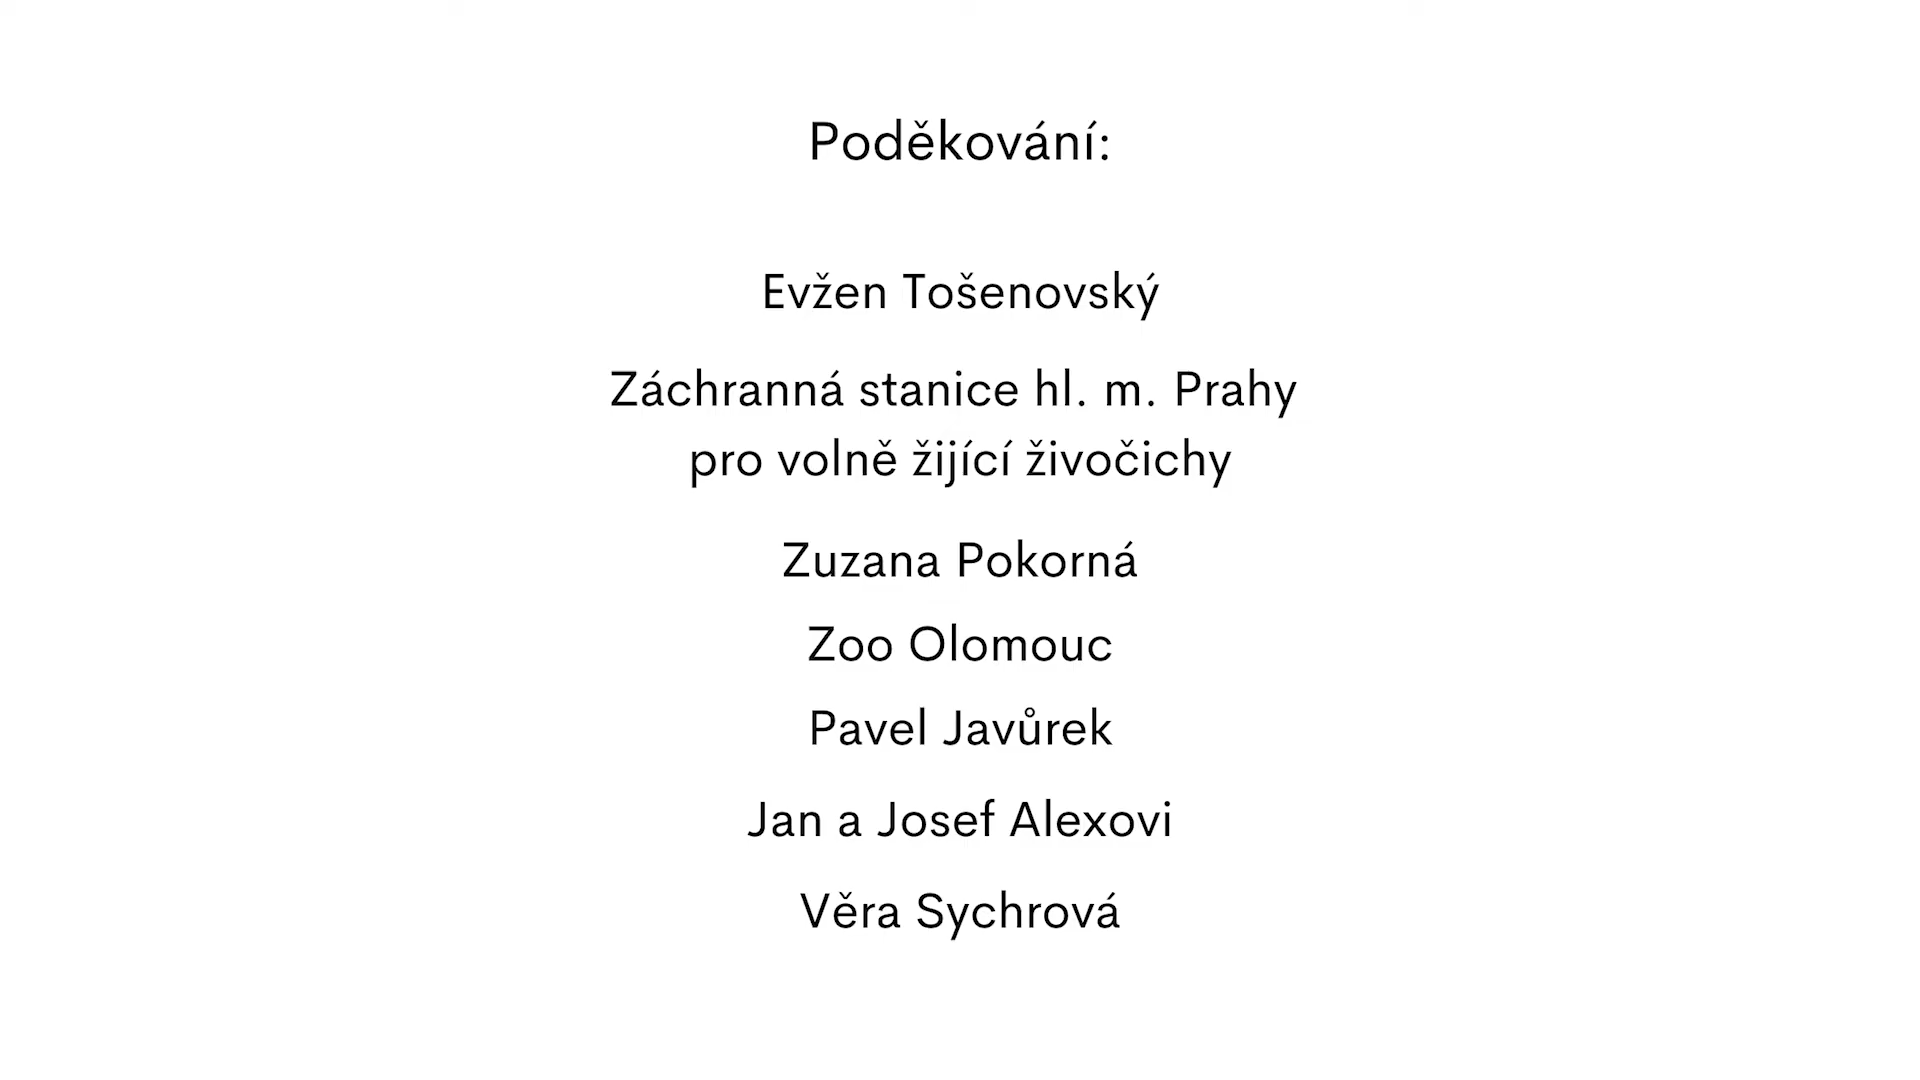 Poděkování:
Evžen Tošenovský
Záchranná stanice hl. m. Prahy
pro volně žijící živočichy
Zuzana Pokorná
Zoo Olomouc
Pavel Javůrek
Jan a Josef Alexovi
Věra Sychrová